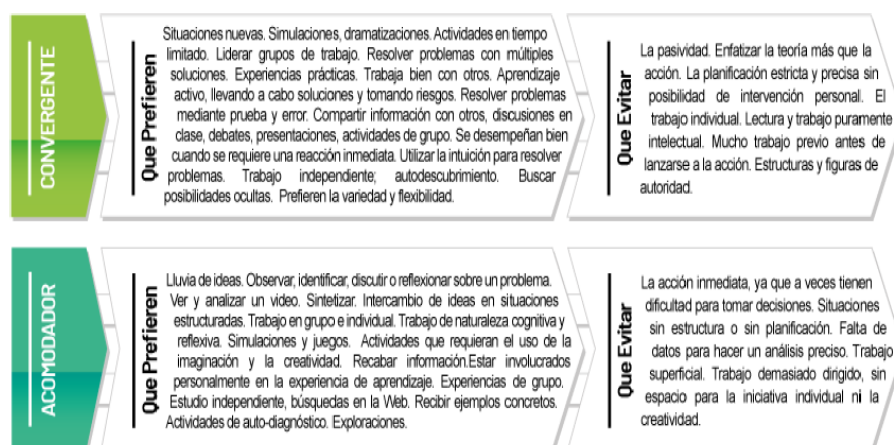 CONVERGENTE
Que Prefieren
Situaciones nuevas. Simulaciones, dramatizaciones. Actividades en tiempo
limitado. Liderar grupos de trabajo. Resolver problemas con múltiples
soluciones. Experiencias prácticas. Trabaja bien con otros. Aprendizaje
activo, llevando a cabo soluciones y tomando riesgos. Resolver problemas
mediante prueba y error. Compartir información con otros, discusiones en
clase, debates, presentaciones, actividades de grupo. Se desempeñan bien
cuando se requiere una reacción inmediata. Utilizar la intuición para resolver
problemas. Trabajo independiente; autodescubrimiento. Buscar
posibilidades ocultas. Prefieren la variedad y flexibilidad.
Que Evitar
La pasividad. Enfatizar la teoría más que la
acción. La planificación estricta y precisa sin
posibilidad de intervención personal. El
trabajo individual. Lectura y trabajo puramente
intelectual. Mucho trabajo previo antes de
lanzarse a la acción. Estructuras y figuras de
autoridad.
ACOMODADOR
Que Prefieren
Lluvia de ideas. Observar, identificar, discutir o reflexionar sobre un problema.
Ver y analizar un video. Sintetizar. Intercambio de ideas en situaciones
estructuradas. Trabajo en grupo e individual. Trabajo de naturaleza cognitiva y
reflexiva. Simulaciones y juegos. Actividades que requieran el uso de la
imaginación y la creatividad. Recabar información.Estar involucrados
personalmente en la experiencia de aprendizaje. Experiencias de grupo.
Estudio independiente, búsquedas en la Web. Recibir ejemplos concretos.
Actividades de auto-diagnóstico. Exploraciones.
Que Evitar
La acción inmediata, ya que a veces tienen
dificultad para tomar decisiones. Situaciones
sin estructura o sin planificación. Falta de
datos para hacer un análisis preciso. Trabajo
superficial. Trabajo demasiado dirigido, sin
espacio para la iniciativa individual ni la
creatividad.